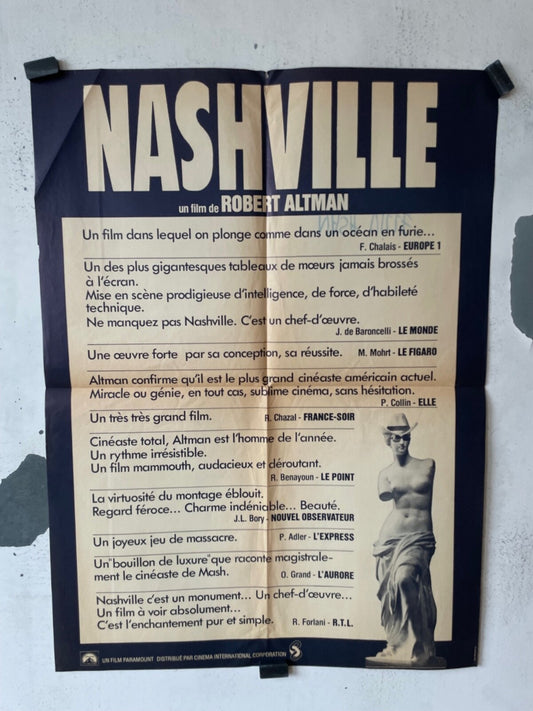 NASHVILLE
un film de ROBERT ALTMAN
Un film dans lequel on plonge comme dans un océan en furie...
F. Chalais - EUROPE 1
Un des plus gigantesques tableaux de mœurs jamais brossés
à l'écran.
Mise en scène prodigieuse d'intelligence, de force, d'habileté
technique.
Ne manquez pas Nashville. C'est un chef-d'œuvre.
J. de Baroncelli - LE MONDE
Une œuvre forte par sa conception, sa réussite. M. Mohrt - LE FIGARO
Altman confirme qu'il est le plus grand cinéaste américain actuel.
Miracle ou génie, en tout cas, sublime cinéma, sans hésitation.
P. Collin - ELLE
Un très très grand film. R. Chazal - FRANCE-SOIR
Cinéaste total, Altman est l'homme de l'année.
Un rythme irrésistible.
Un film mammouth, audacieux et déroutant.
R. Benayoun - LE POINT
La virtuosité du montage éblouit.
Regard féroce... Charme indéniable... Beauté.
J.L. Bory - NOUVEL OBSERVATEUR
Un joyeux jeu de massacre. P. Adler - L'EXPRESS
Un "bouillon de luxure" que raconte magistrale-
ment le cinéaste de Mash. O. Grand - L'AURORE
Nashville c'est un monument... Un chef-d'œuvre...
Un film à voir absolument...
C'est l'enchantement pur et simple. R. Forlani - R.T.L.
UN FILM PARAMOUNT DISTRIBUÉ PAR CINEMA INTERNATIONAL CORPORATION